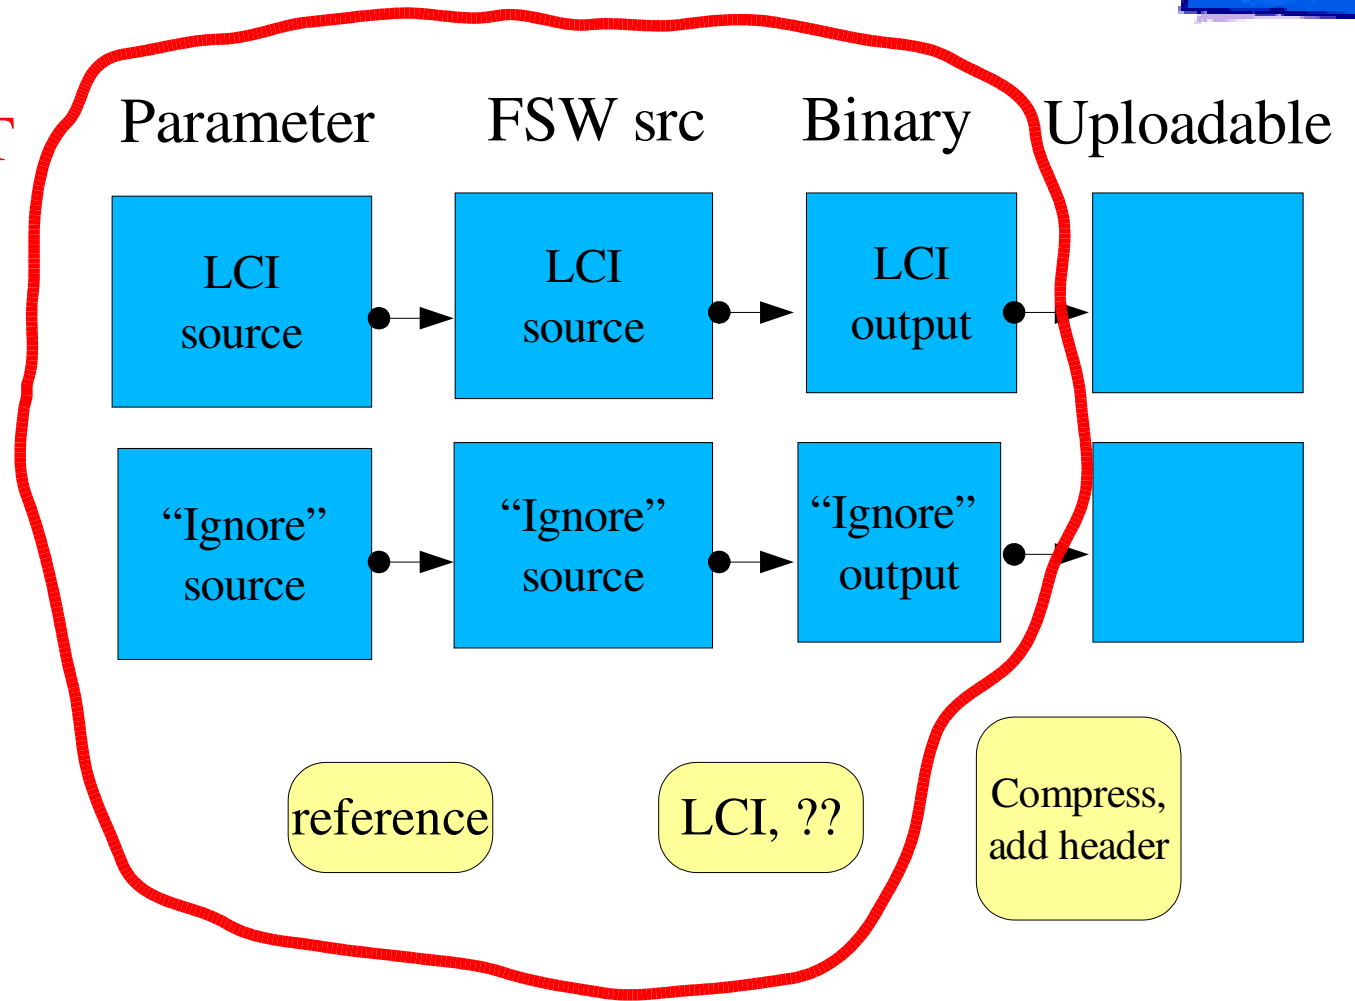 Parameter FSW src Binary Uploadable
LCI
source
LCI
source
LCI
output
“Ignore”
source
“Ignore”
source
“Ignore”
output
reference
LCI, ??
Compress,
add header